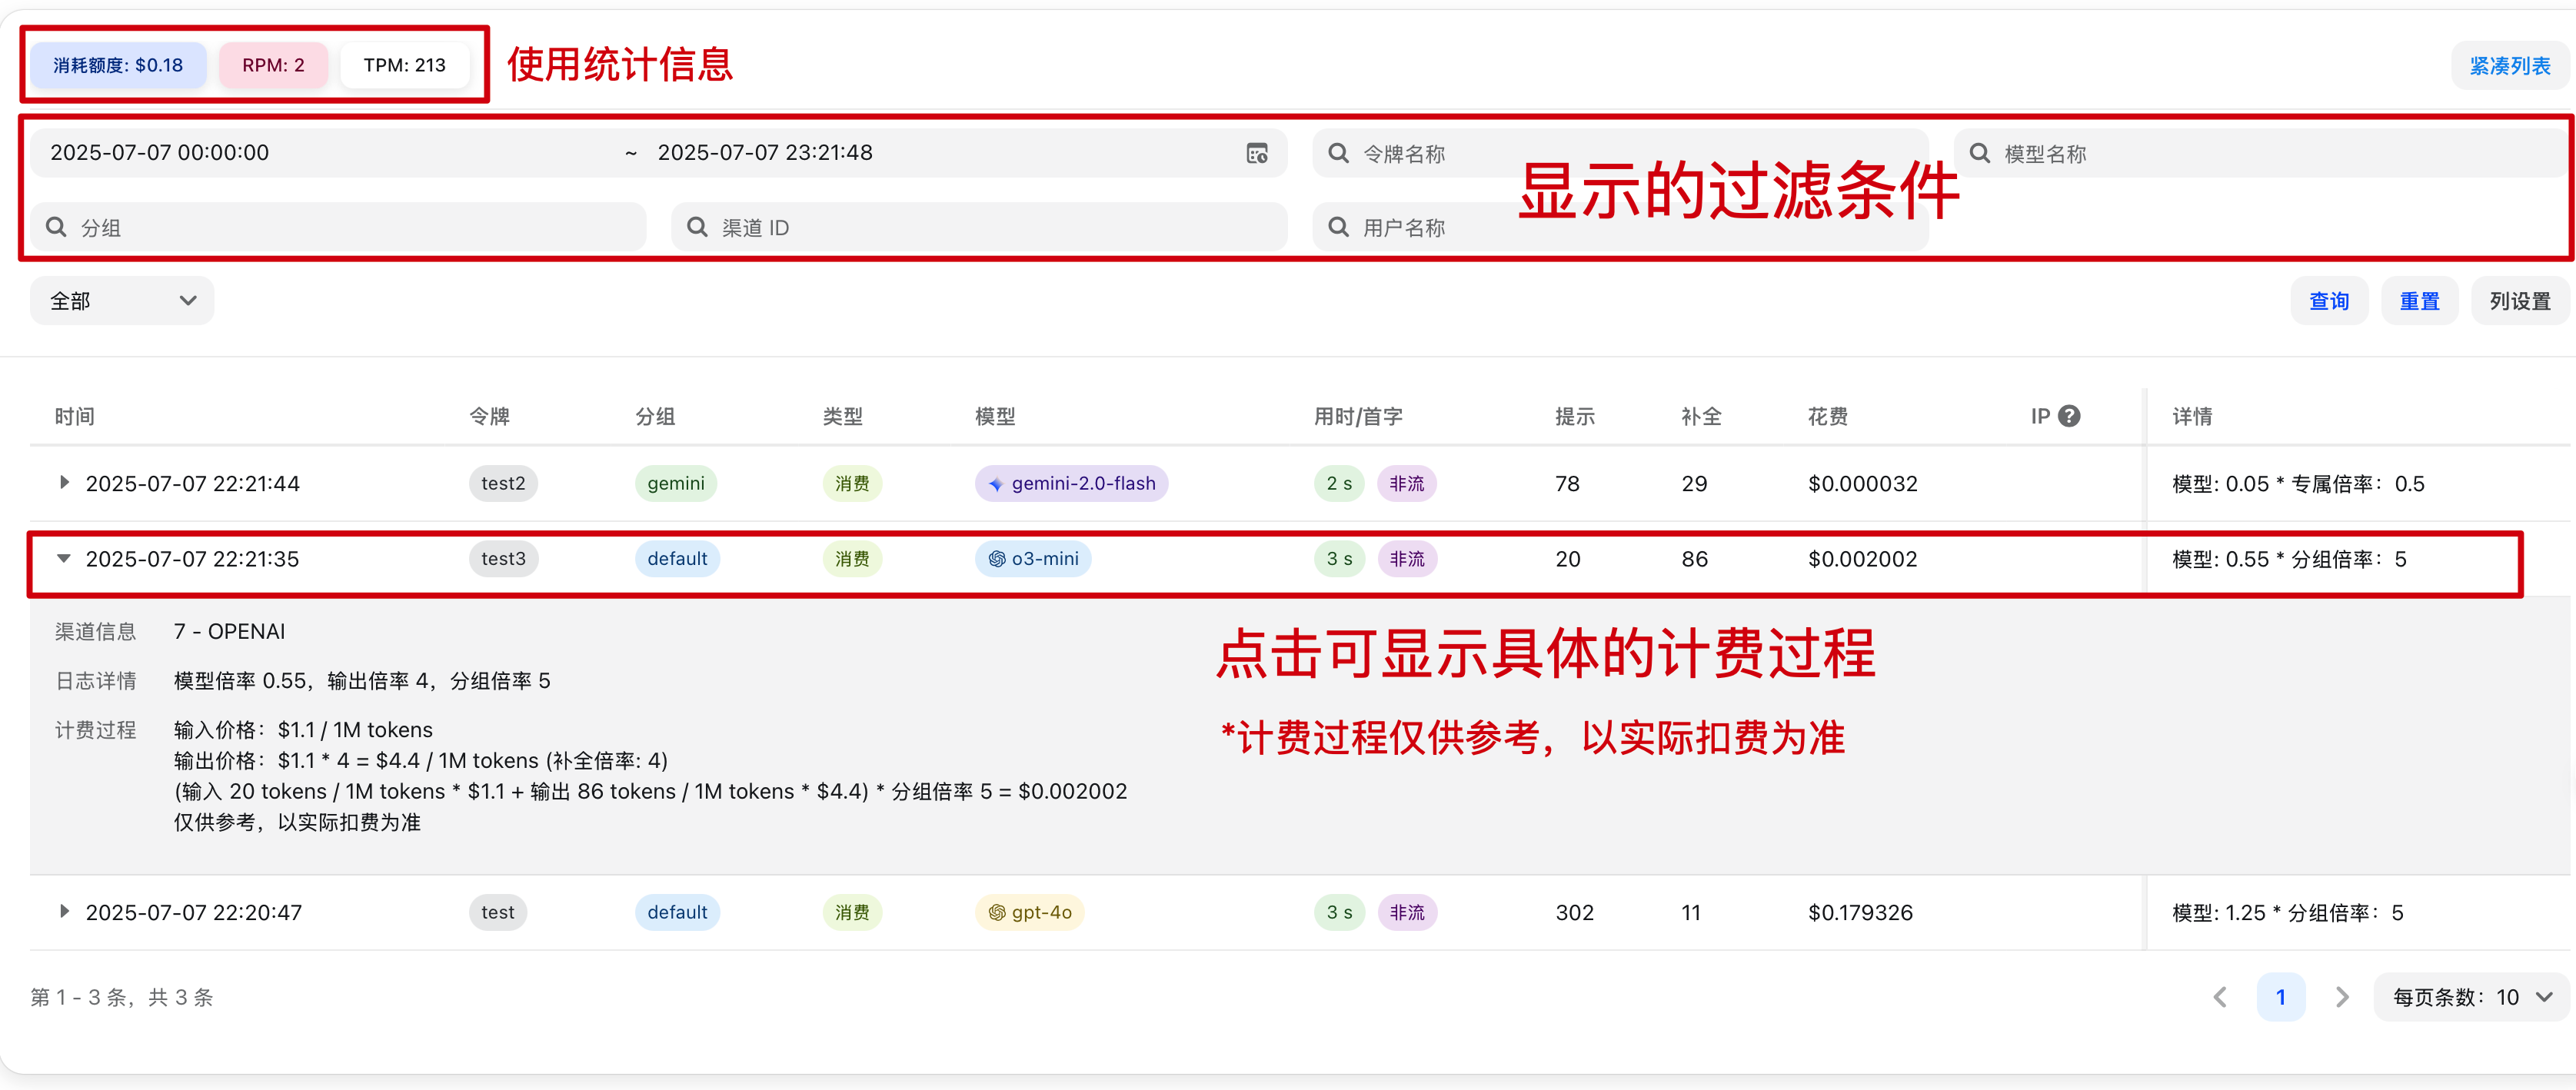 消耗额度: $0.18 RPM: 2 TPM: 213 使用统计信息 紧凑列表
2025-07-07 00:00:00 ~ 2025-07-07 23:21:48 令牌名称 模型名称
显示的过滤条件
分组 渠道 ID 用户名称
全部 查询 重置 列设置
时间 令牌 分组 类型 模型 用时/首字 提示 补全 花费 IP 详情
2025-07-07 22:21:44 test2 gemini 消费 gemini-2.0-flash 2 s 非流 78 29 $0.000032 模型: 0.05 * 专属倍率：0.5
2025-07-07 22:21:35 test3 default 消费 o3-mini 3 s 非流 20 86 $0.002002 模型: 0.55 * 分组倍率：5
渠道信息 7 - OPENAI
点击可显示具体的计费过程
日志详情 模型倍率 0.55，输出倍率 4，分组倍率 5
计费过程 输入价格：$1.1 / 1M tokens
*计费过程仅供参考，以实际扣费为准
输出价格：$1.1 * 4 = $4.4 / 1M tokens (补全倍率: 4)
(输入 20 tokens / 1M tokens * $1.1 + 输出 86 tokens / 1M tokens * $4.4) * 分组倍率 5 = $0.002002
仅供参考，以实际扣费为准
2025-07-07 22:20:47 test default 消费 gpt-4o 3 s 非流 302 11 $0.179326 模型: 1.25 * 分组倍率：5
第 1 - 3 条，共 3 条 1 每页条数：10